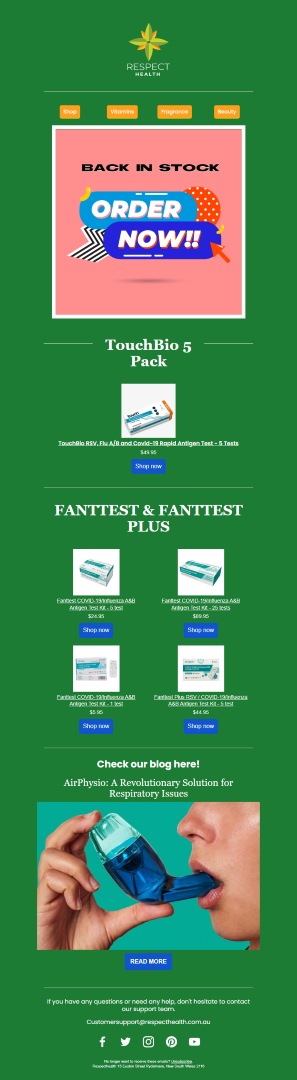 RESPECT
HEALTH
Shop
Vitamins
Fragrance
Beauty
BACK IN STOCK
ORDER
NOW!!
TouchBio 5
Pack
TouchBio RSV, Flu A/B and Covid-19 Rapid Antigen Test - 5 Tests
$49.95
Shop now
FANTTEST & FANTTEST
PLUS
Fanttest COVID-19/Influenza A&B
Antigen Test Kit - 5 test
$24.95
Shop now
Fanttest COVID-19/Influenza A&B
Antigen Test Kit - 25 tests
$89.95
Shop now
Fanttest COVID-19/Influenza A&B
Antigen Test Kit - 1 test
$5.95
Shop now
Fanttest Plus RSV / COVID-19/Influenza
A&B Antigen Test Kit - 5 test
$44.95
Shop now
Check our blog here!
AirPhysio: A Revolutionary Solution for
Respiratory Issues
READ MORE
If you have any questions or need any help, don't hesitate to contact
our support team.
Customersupport@respecthealth.com.au
No longer want to receive these emails? Unsubscribe.
Respecthealth 15 Euston Street Rydalmere, New South Wales 2116